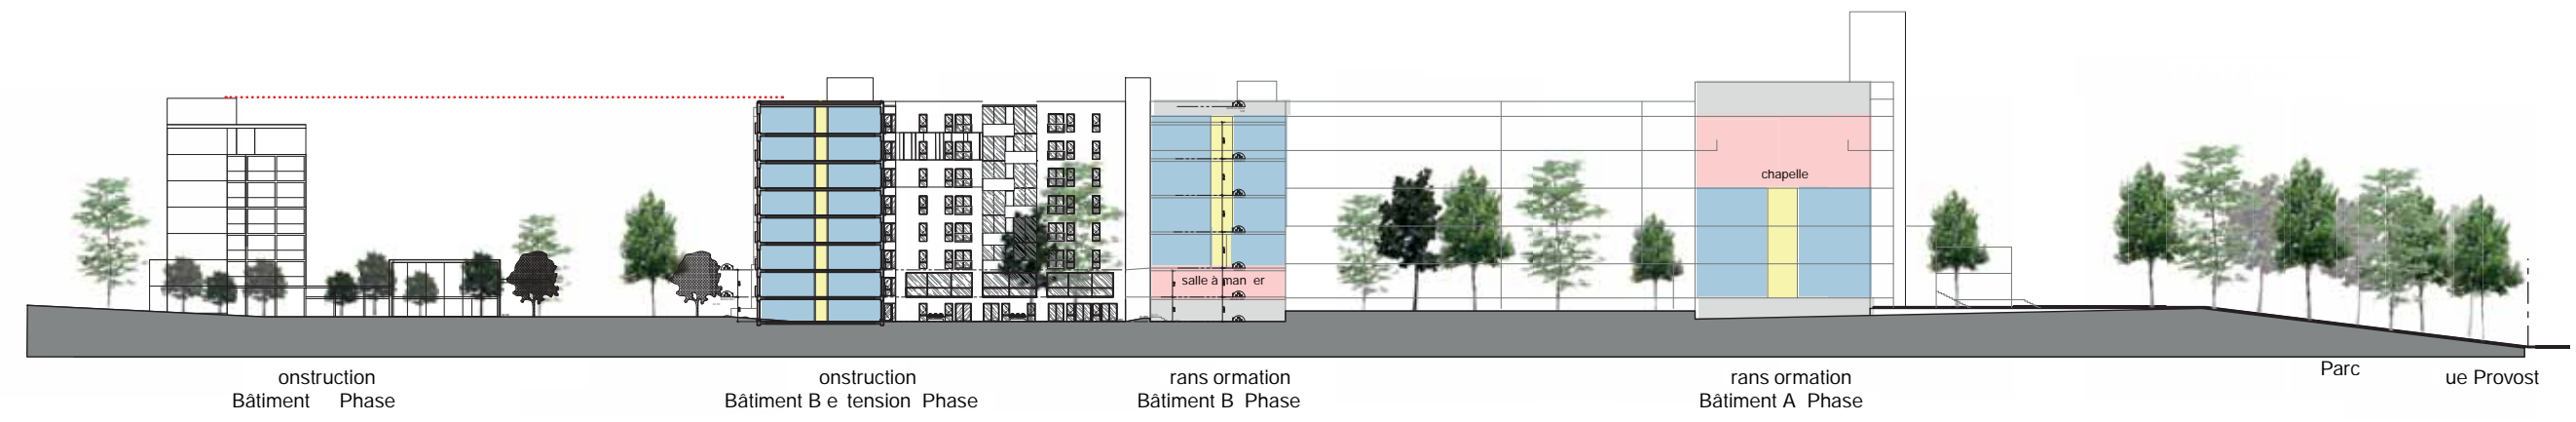 chapelle
salle à man er
onstruction
Bâtiment Phase
onstruction
Bâtiment B e tension Phase
rans ormation
Bâtiment B Phase
rans ormation
Bâtiment A Phase
Parc
ue Provost